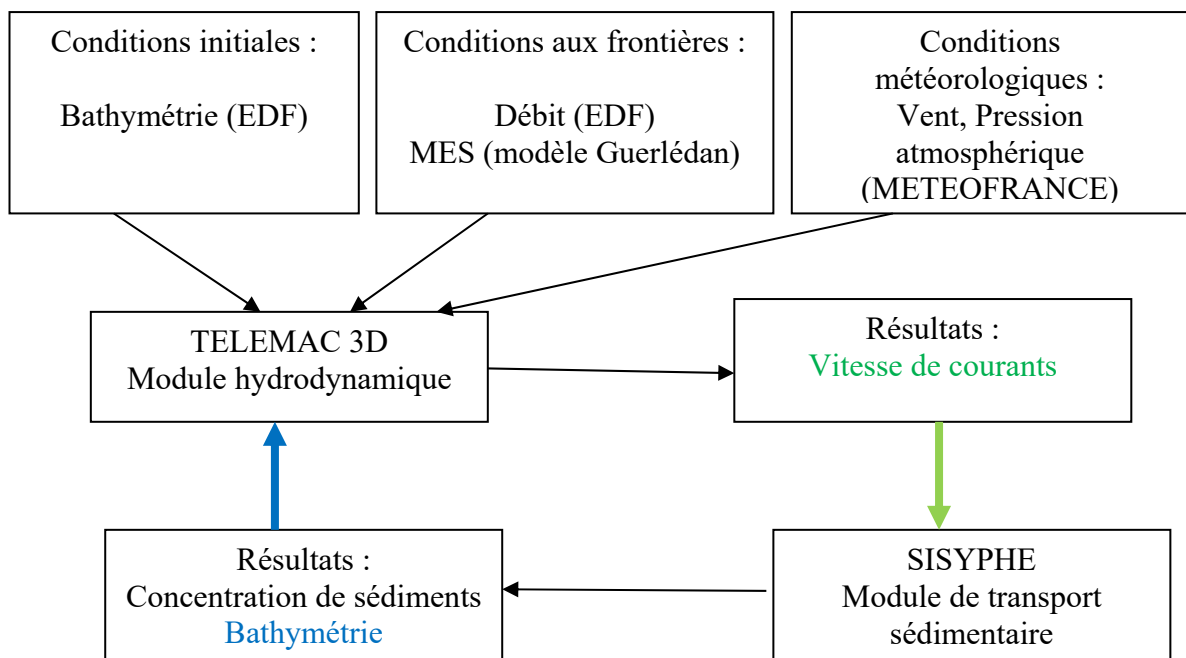 Conditions initiales :
Bathymétrie (EDF)
Conditions aux frontières :
Débit (EDF)
MES (modèle Guerlédan)
Conditions
météorologiques :
Vent, Pression
atmosphérique
(METEOFRANCE)
TELEMAC 3D
Module hydrodynamique
Résultats :
Vitesse de courants
Résultats :
Concentration de sédiments
Bathymétrie
SISYPHE
Module de transport
sédimentaire